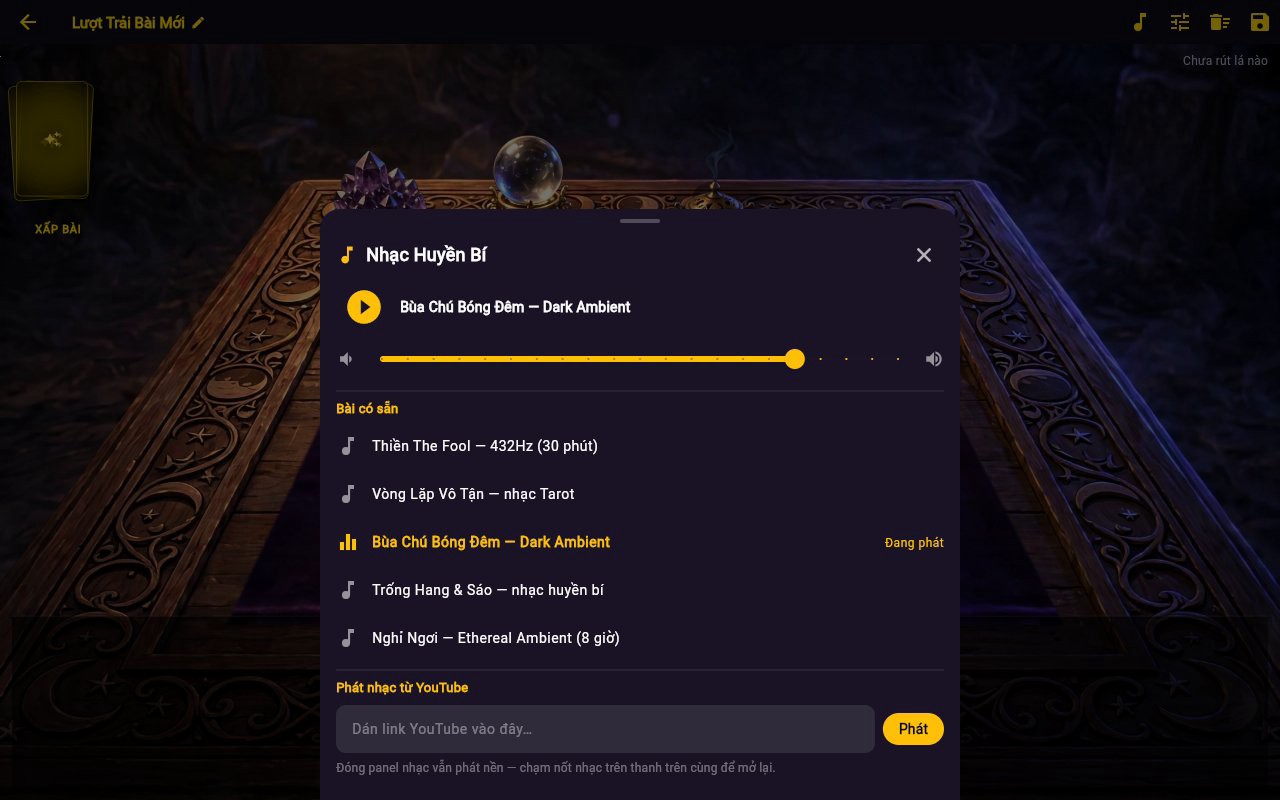 Lượt Trải Bài Mới
Chưa rút lá nào
XẤP BÀI
Nhạc Huyền Bí
Bùa Chú Bóng Đêm — Dark Ambient
Bài có sẵn
Thiền The Fool — 432Hz (30 phút)
Vòng Lặp Vô Tận — nhạc Tarot
Bùa Chú Bóng Đêm — Dark Ambient Đang phát
Trống Hang & Sáo — nhạc huyền bí
Nghỉ Ngơi — Ethereal Ambient (8 giờ)
Phát nhạc từ YouTube
Dán link YouTube vào đây… Phát
Đóng panel nhạc vẫn phát nền — chạm nốt nhạc trên thanh trên cùng để mở lại.